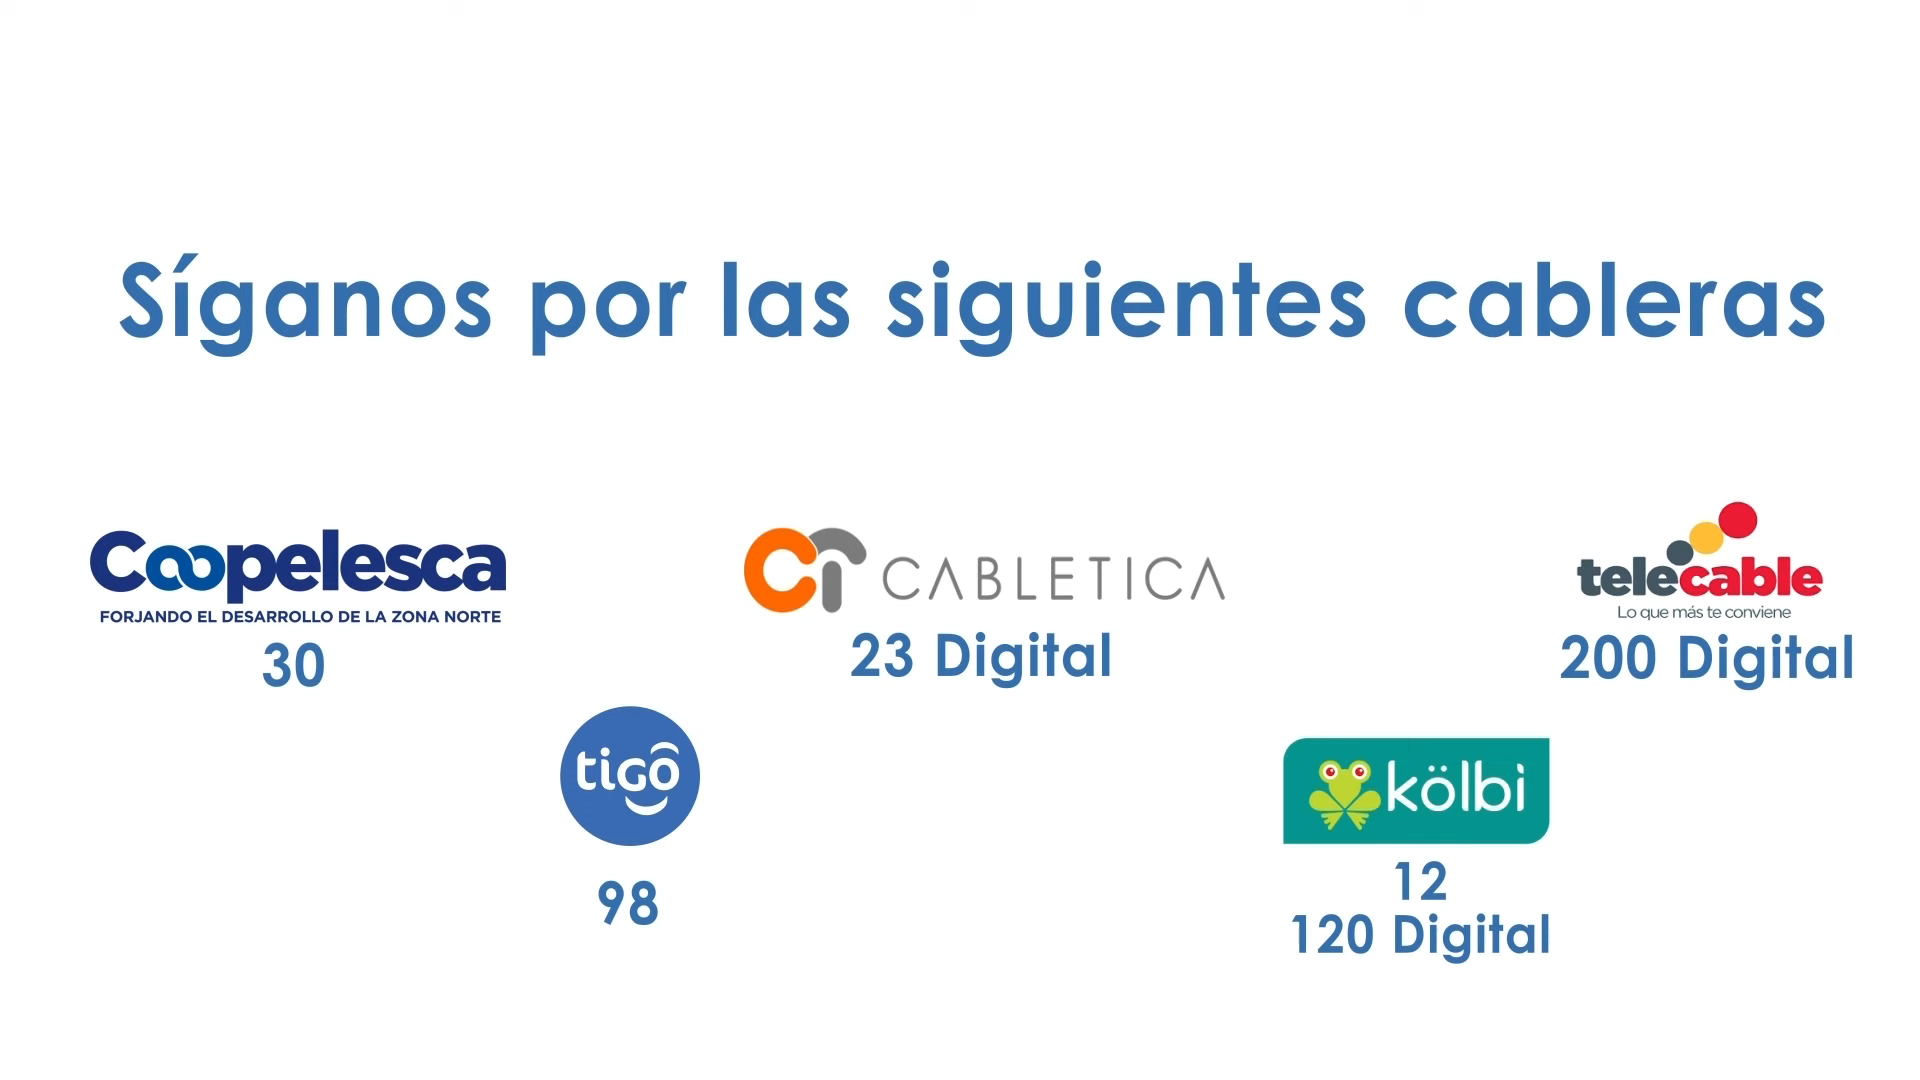 Síganos por las siguientes cableras
Coopelesca
FORJANDO EL DESARROLLO DE LA ZONA NORTE
30
tigo
98
CABLETICA
23 Digital
kölbi
12
120 Digital
telecable
Lo que más te conviene
200 Digital